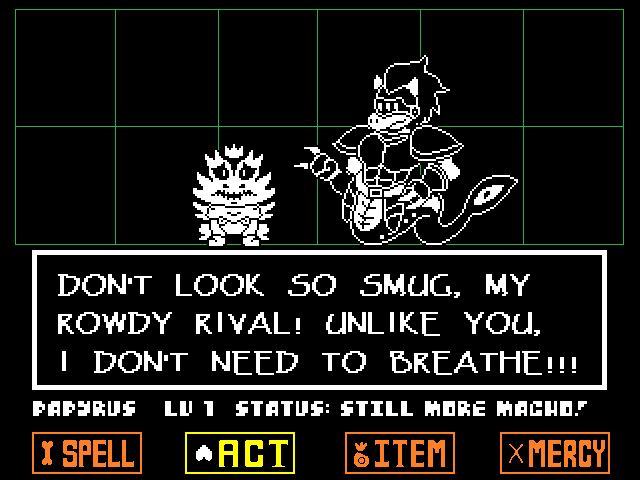 DON'T LOOK SO SMUG, MY
ROWDY RIVAL! UNLIKE YOU,
I DON'T NEED TO BREATHE!!!
PAPYRUS LV 1 STATUS: STILL MORE MACHO!
SPELL ACT ITEM MERCY